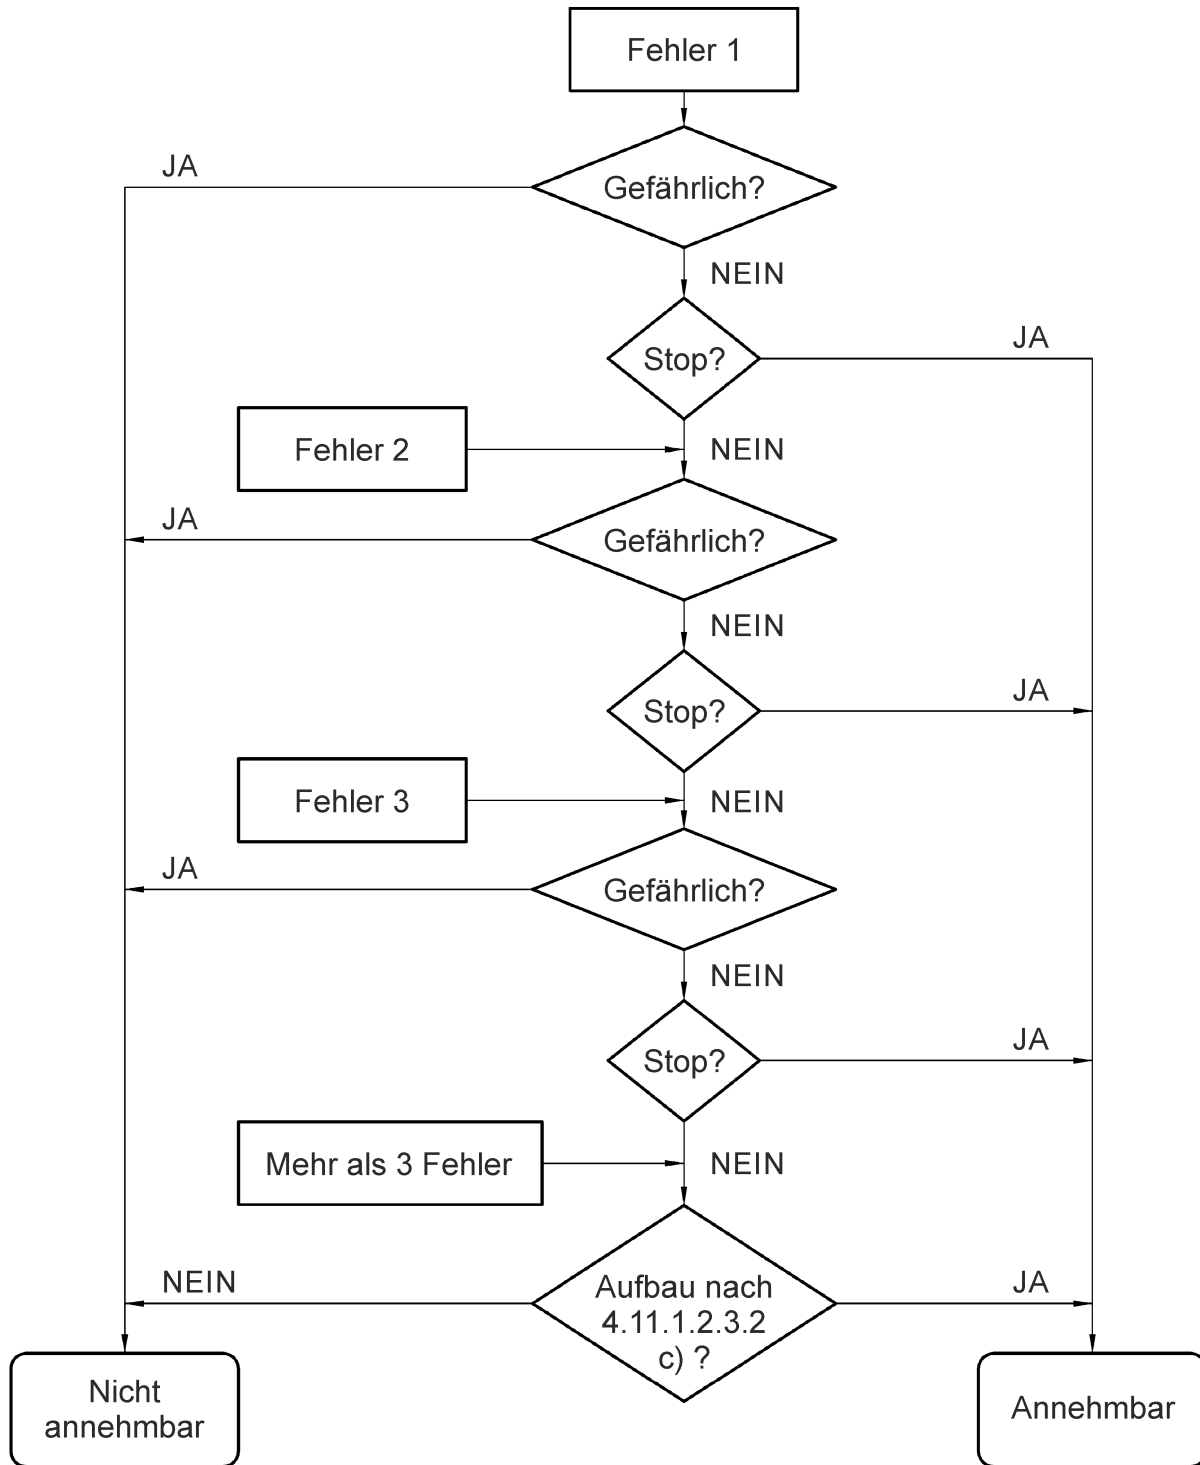 Fehler 1
JA
Gefährlich?
NEIN
JA
Stop?
Fehler 2
NEIN
JA
Gefährlich?
NEIN
JA
Stop?
Fehler 3
NEIN
JA
Gefährlich?
NEIN
JA
Stop?
Mehr als 3 Fehler
NEIN
NEIN
Aufbau nach
4.11.1.2.3.2
c) ?
JA
Nicht
annehmbar
Annehmbar